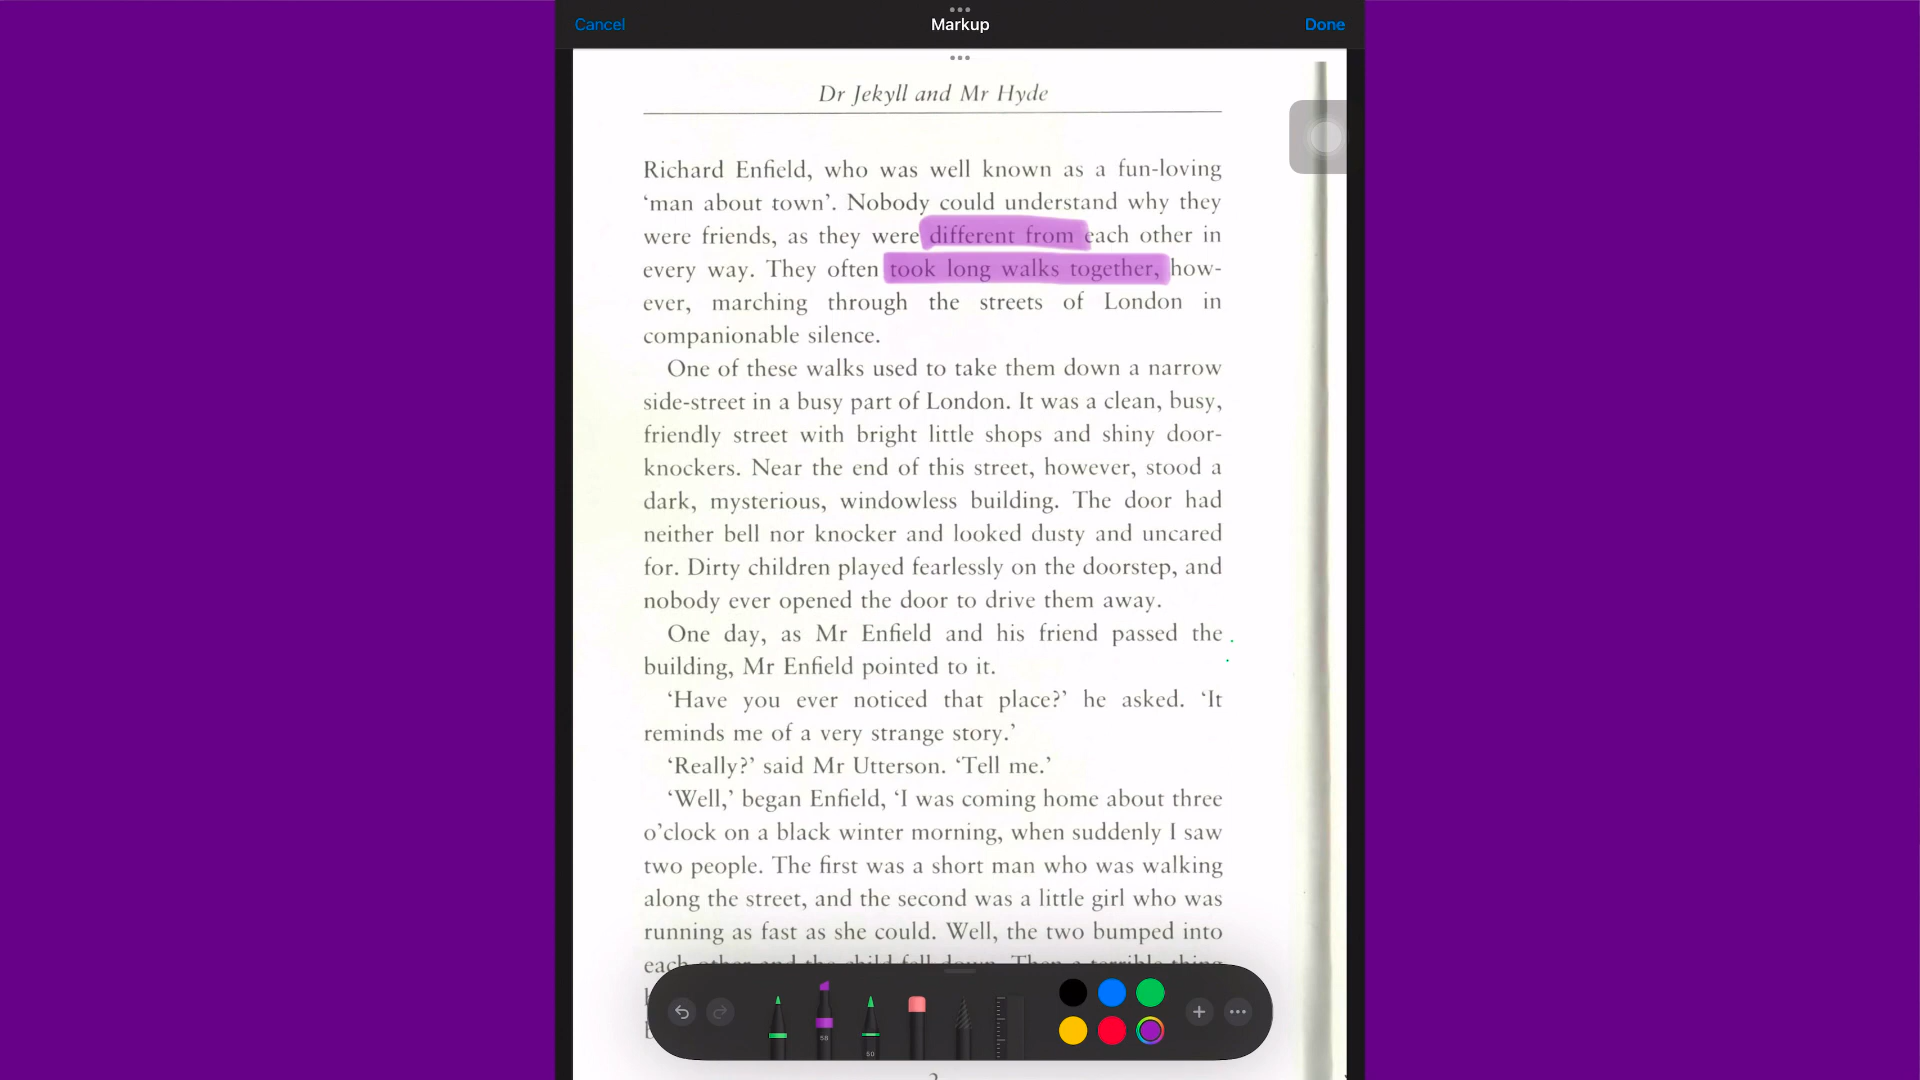 Cancel
Markup
Done
Dr Jekyll and Mr Hyde
Richard Enfield, who was well known as a fun-loving
‘man about town’. Nobody could understand why they
were friends, as they were different from each other in
every way. They often took long walks together, how-
ever, marching through the streets of London in
companionable silence.
One of these walks used to take them down a narrow
side-street in a busy part of London. It was a clean, busy,
friendly street with bright little shops and shiny door-
knockers. Near the end of this street, however, stood a
dark, mysterious, windowless building. The door had
neither bell nor knocker and looked dusty and uncared
for. Dirty children played fearlessly on the doorstep, and
nobody ever opened the door to drive them away.
One day, as Mr Enfield and his friend passed the
building, Mr Enfield pointed to it.
‘Have you ever noticed that place?’ he asked. ‘It
reminds me of a very strange story.’
‘Really?’ said Mr Utterson. ‘Tell me.’
‘Well,’ began Enfield, ‘I was coming home about three
o’clock on a black winter morning, when suddenly I saw
two people. The first was a short man who was walking
along the street, and the second was a little girl who was
running as fast as she could. Well, the two bumped into
each other and the child fell down. Then a terrible thing
50